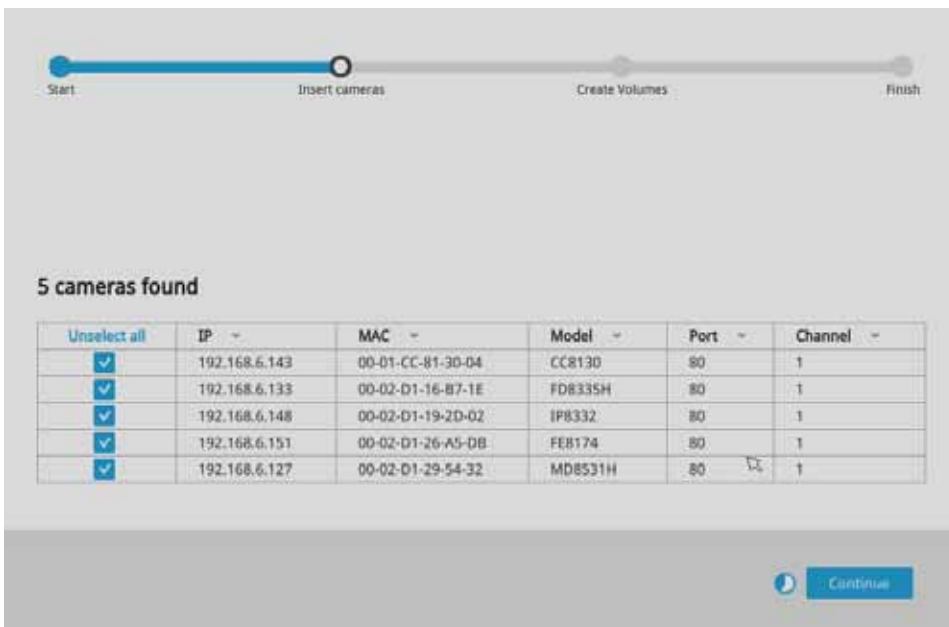 Start Insert cameras Create Volumes Finish
5 cameras found
Unselect all IP MAC Model Port Channel
192.168.6.143 00-01-CC-81-30-04 CC8130 80 1
192.168.6.133 00-02-D1-16-B7-1E FD8335H 80 1
192.168.6.148 00-02-D1-19-2D-02 IP8332 80 1
192.168.6.151 00-02-D1-26-A5-DB FE8174 80 1
192.168.6.127 00-02-D1-29-54-32 MD8531H 80 1
Continue